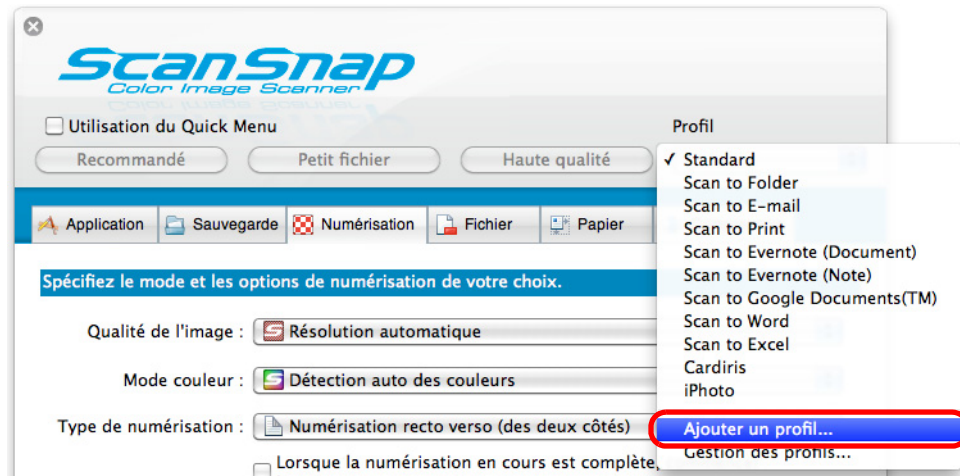 ScanSnap
Color Image Scanner
Utilisation du Quick Menu
Profil
Recommandé
Petit fichier
Haute qualité
✓ Standard
Scan to Folder
Scan to E-mail
Scan to Print
Scan to Evernote (Document)
Scan to Evernote (Note)
Scan to Google Documents(TM)
Scan to Word
Scan to Excel
Cardiris
iPhoto
Ajouter un profil...
Gestion des profils...
Application
Sauvegarde
Numérisation
Fichier
Papier
Spécifiez le mode et les options de numérisation de votre choix.
Qualité de l'image :
Résolution automatique
Mode couleur :
Détection auto des couleurs
Type de numérisation :
Numérisation recto verso (des deux côtés)
Lorsque la numérisation en cours est complète,